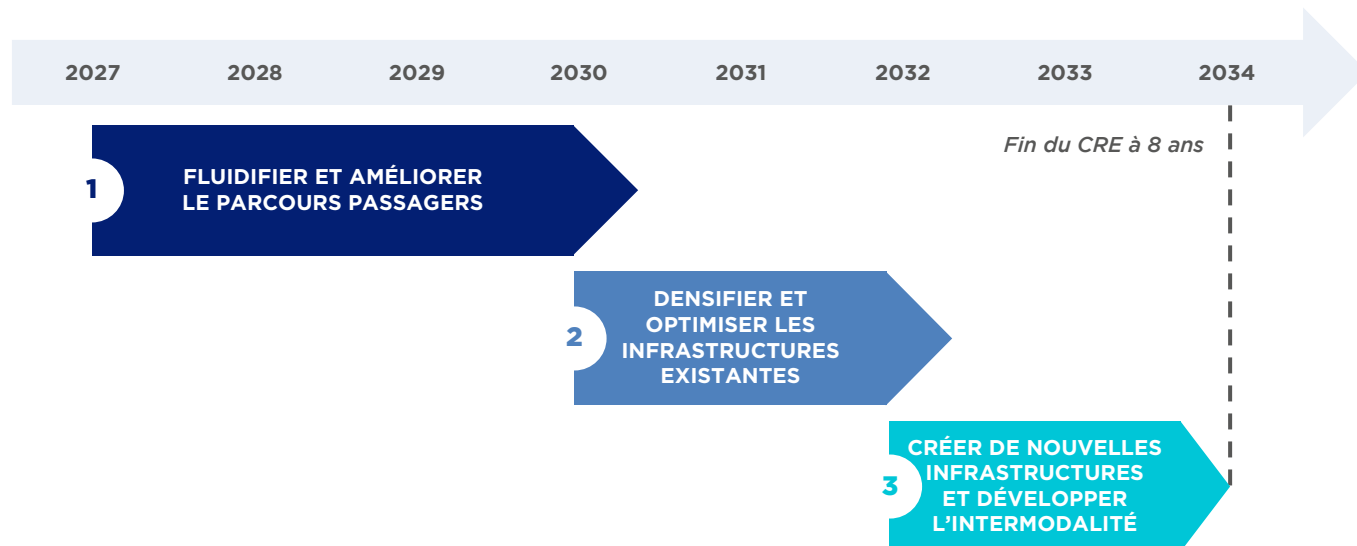 2027 2028 2029 2030 2031 2032 2033 2034
Fin du CRE à 8 ans
1
FLUIDIFIER ET AMÉLIORER
LE PARCOURS PASSAGERS
2
DENSIFIER ET
OPTIMISER LES
INFRASTRUCTURES
EXISTANTES
3
CRÉER DE NOUVELLES
INFRASTRUCTURES
ET DÉVELOPPER
L’INTERMODALITÉ